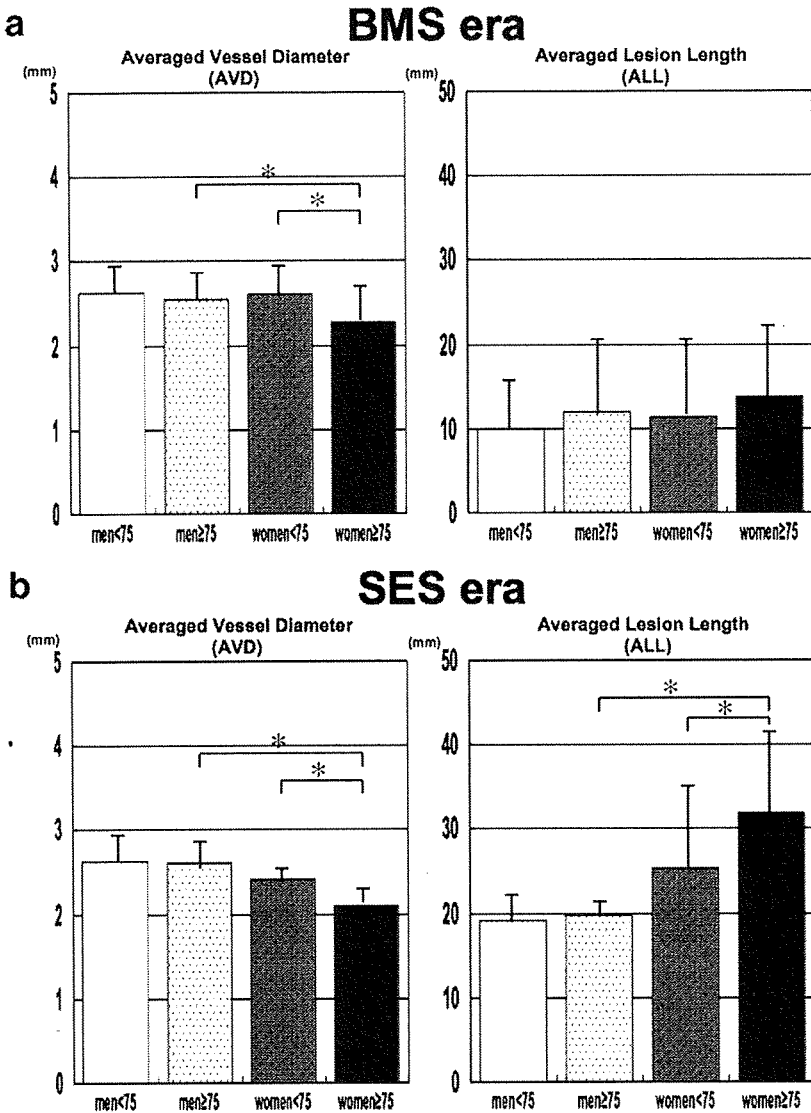 a
BMS era
Averaged Vessel Diameter
(AVD)
(mm)
5
4
3
2
1
0
*
*
men<75 men≥75 women<75 women≥75
Averaged Lesion Length
(ALL)
(mm)
50
40
30
20
10
0
men<75 men≥75 women<75 women≥75
b
SES era
Averaged Vessel Diameter
(AVD)
(mm)
5
4
3
2
1
0
*
*
men<75 men≥75 women<75 women≥75
Averaged Lesion Length
(ALL)
(mm)
50
40
30
20
10
0
*
*
men<75 men≥75 women<75 women≥75